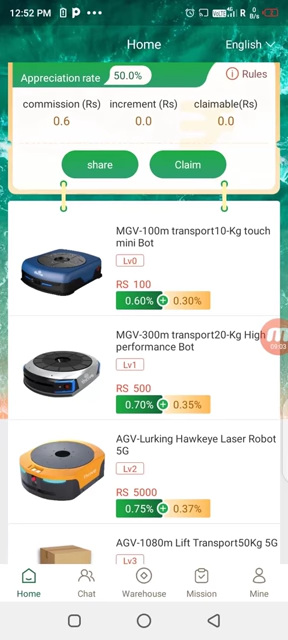 12:52 PM
Home
English
Appreciation rate 50.0%
Rules
commission (Rs) increment (Rs) claimable(Rs)
0.6 0.0 0.0
share Claim
MGV-100m transport10-Kg touch
mini Bot
Lv0
RS 100
0.60% + 0.30%
MGV-300m transport20-Kg High
performance Bot
09:03
Lv1
RS 500
0.70% + 0.35%
AGV-Lurking Hawkeye Laser Robot
5G
Lv2
RS 5000
0.75% + 0.37%
AGV-1080m Lift Transport50Kg 5G
Lv3
Home Chat Warehouse Mission Mine